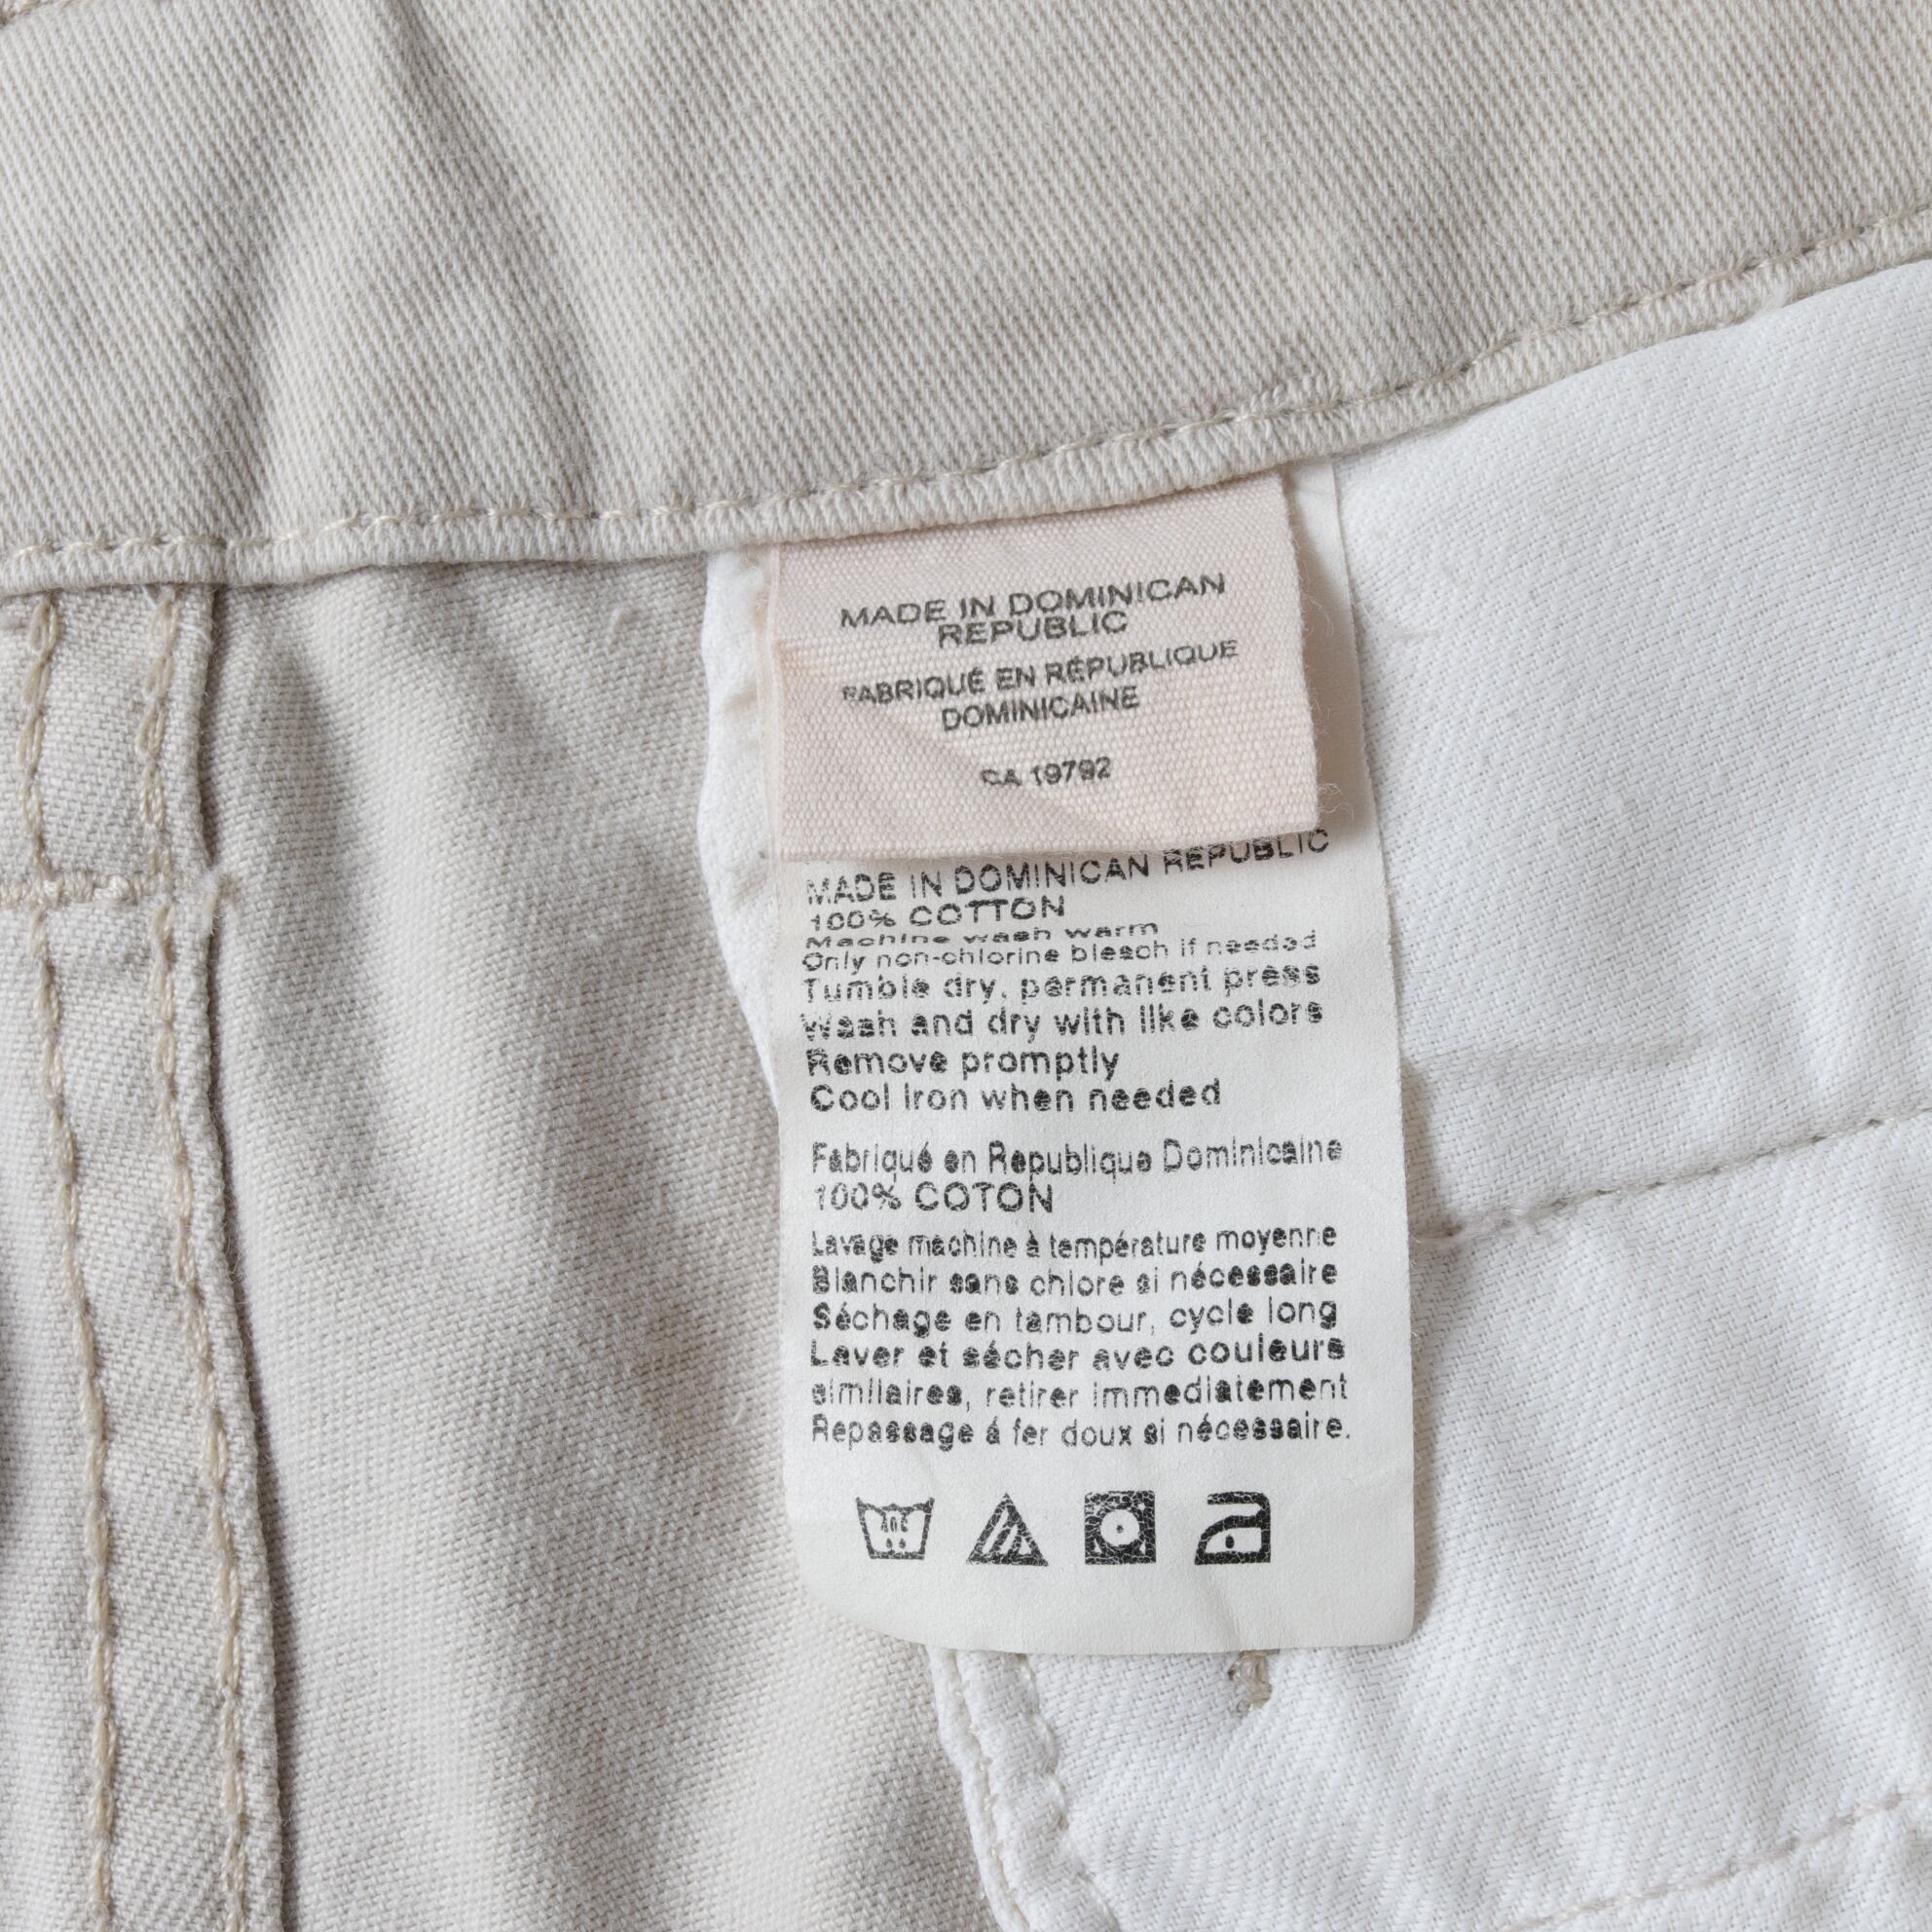 MADE IN DOMINICAN
REPUBLIC
FABRIQUÉ EN RÉPUBLIQUE
DOMINICAINE
CA 19792
MADE IN DOMINICAN REPUBLIC
100% COTTON
Machine wash warm
Only non-chlorine bleach if needed
Tumble dry, permanent press
Wash and dry with like colors
Remove promptly
Cool Iron when needed
Fabriqué en Republique Dominicaine
100% COTON
Lavage machine à température moyenne
Blanchir sans chlore si nécessaire
Séchage en tambour, cycle long
Laver et sécher avec couleurs
similaires, retirer immediatement
Repassage á fer doux si nécessaire.